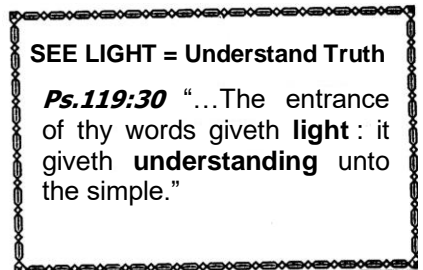 SEE LIGHT = Understand Truth
Ps.119:30 “…The entrance
of thy words giveth light : it
giveth understanding unto
the simple.”